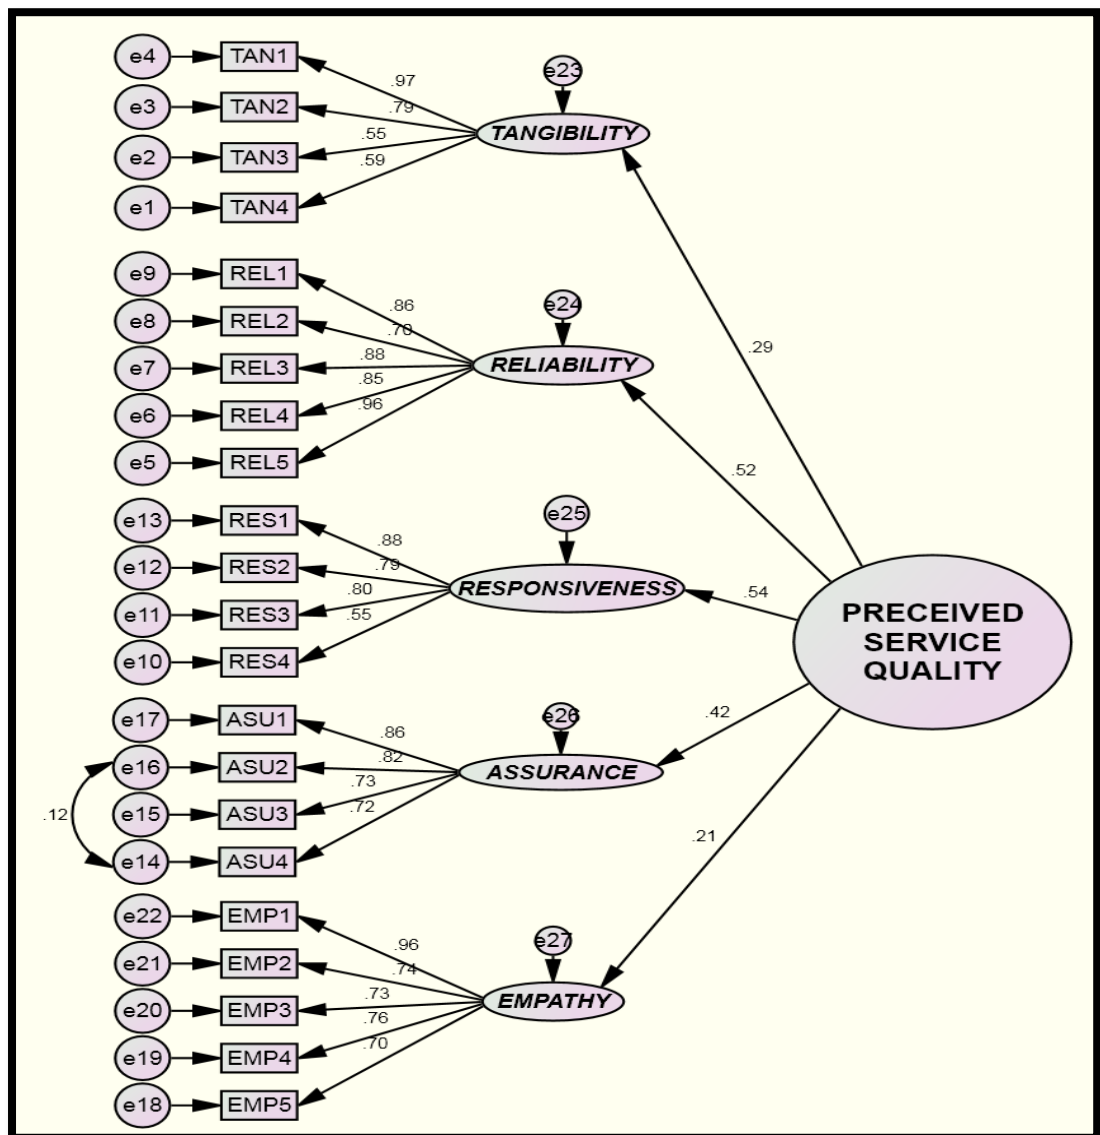 e4 TAN1
.97
e23
e3 TAN2
.79
TANGIBILITY
e2 TAN3
.55
.59
e1 TAN4
e9 REL1
.86
e24
e8 REL2
.70
.29
e7 REL3
.88
RELIABILITY
.85
e6 REL4
.96
e5 REL5
.52
e13 RES1
e25
.88
e12 RES2
.79
RESPONSIVENESS
.80
.54
e11 RES3
.55
PRECEIVED
SERVICE
QUALITY
e10 RES4
e17 ASU1
e26
.42
.86
e16 ASU2
.82
ASSURANCE
.73
.72
.12
e15 ASU3
.21
e14 ASU4
e22 EMP1
e27
.96
e21 EMP2
.74
.73
EMPATHY
e20 EMP3
.76
.70
e19 EMP4
e18 EMP5